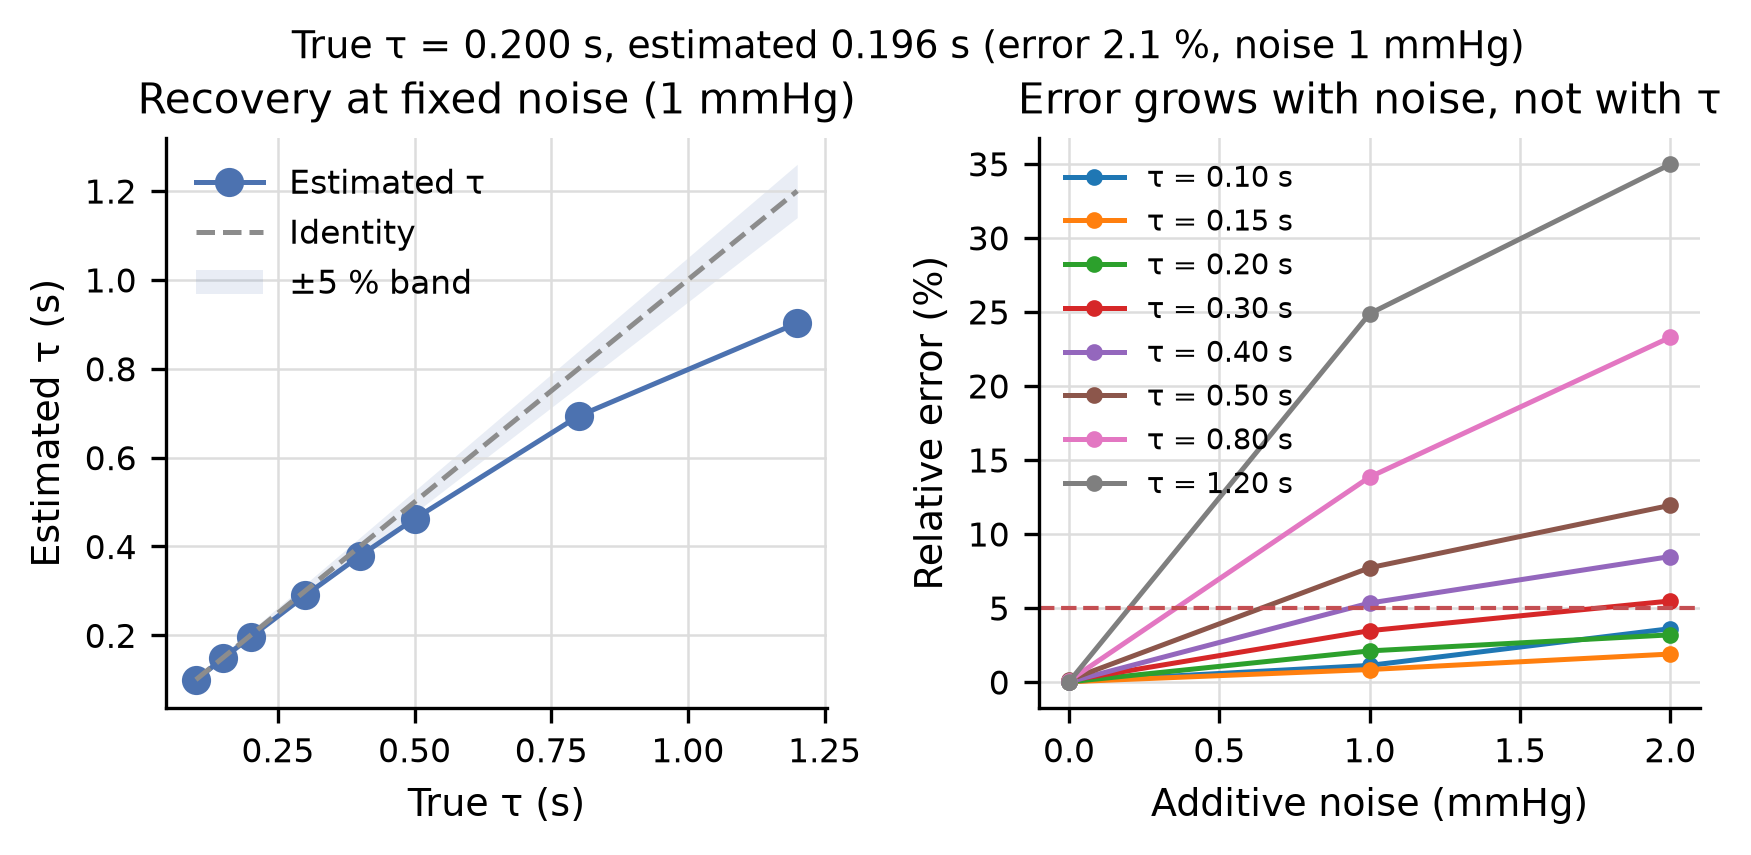 True τ = 0.200 s, estimated 0.196 s (error 2.1 %, noise 1 mmHg)
Recovery at fixed noise (1 mmHg)
Estimated τ
Identity
±5 % band
1.2
1.0
0.8
0.6
0.4
0.2
Estimated τ (s)
0.25
0.50
0.75
1.00
1.25
True τ (s)
Error grows with noise, not with τ
τ = 0.10 s
τ = 0.15 s
τ = 0.20 s
τ = 0.30 s
τ = 0.40 s
τ = 0.50 s
τ = 0.80 s
τ = 1.20 s
35
30
25
20
15
10
5
0
Relative error (%)
0.0
0.5
1.0
1.5
2.0
Additive noise (mmHg)